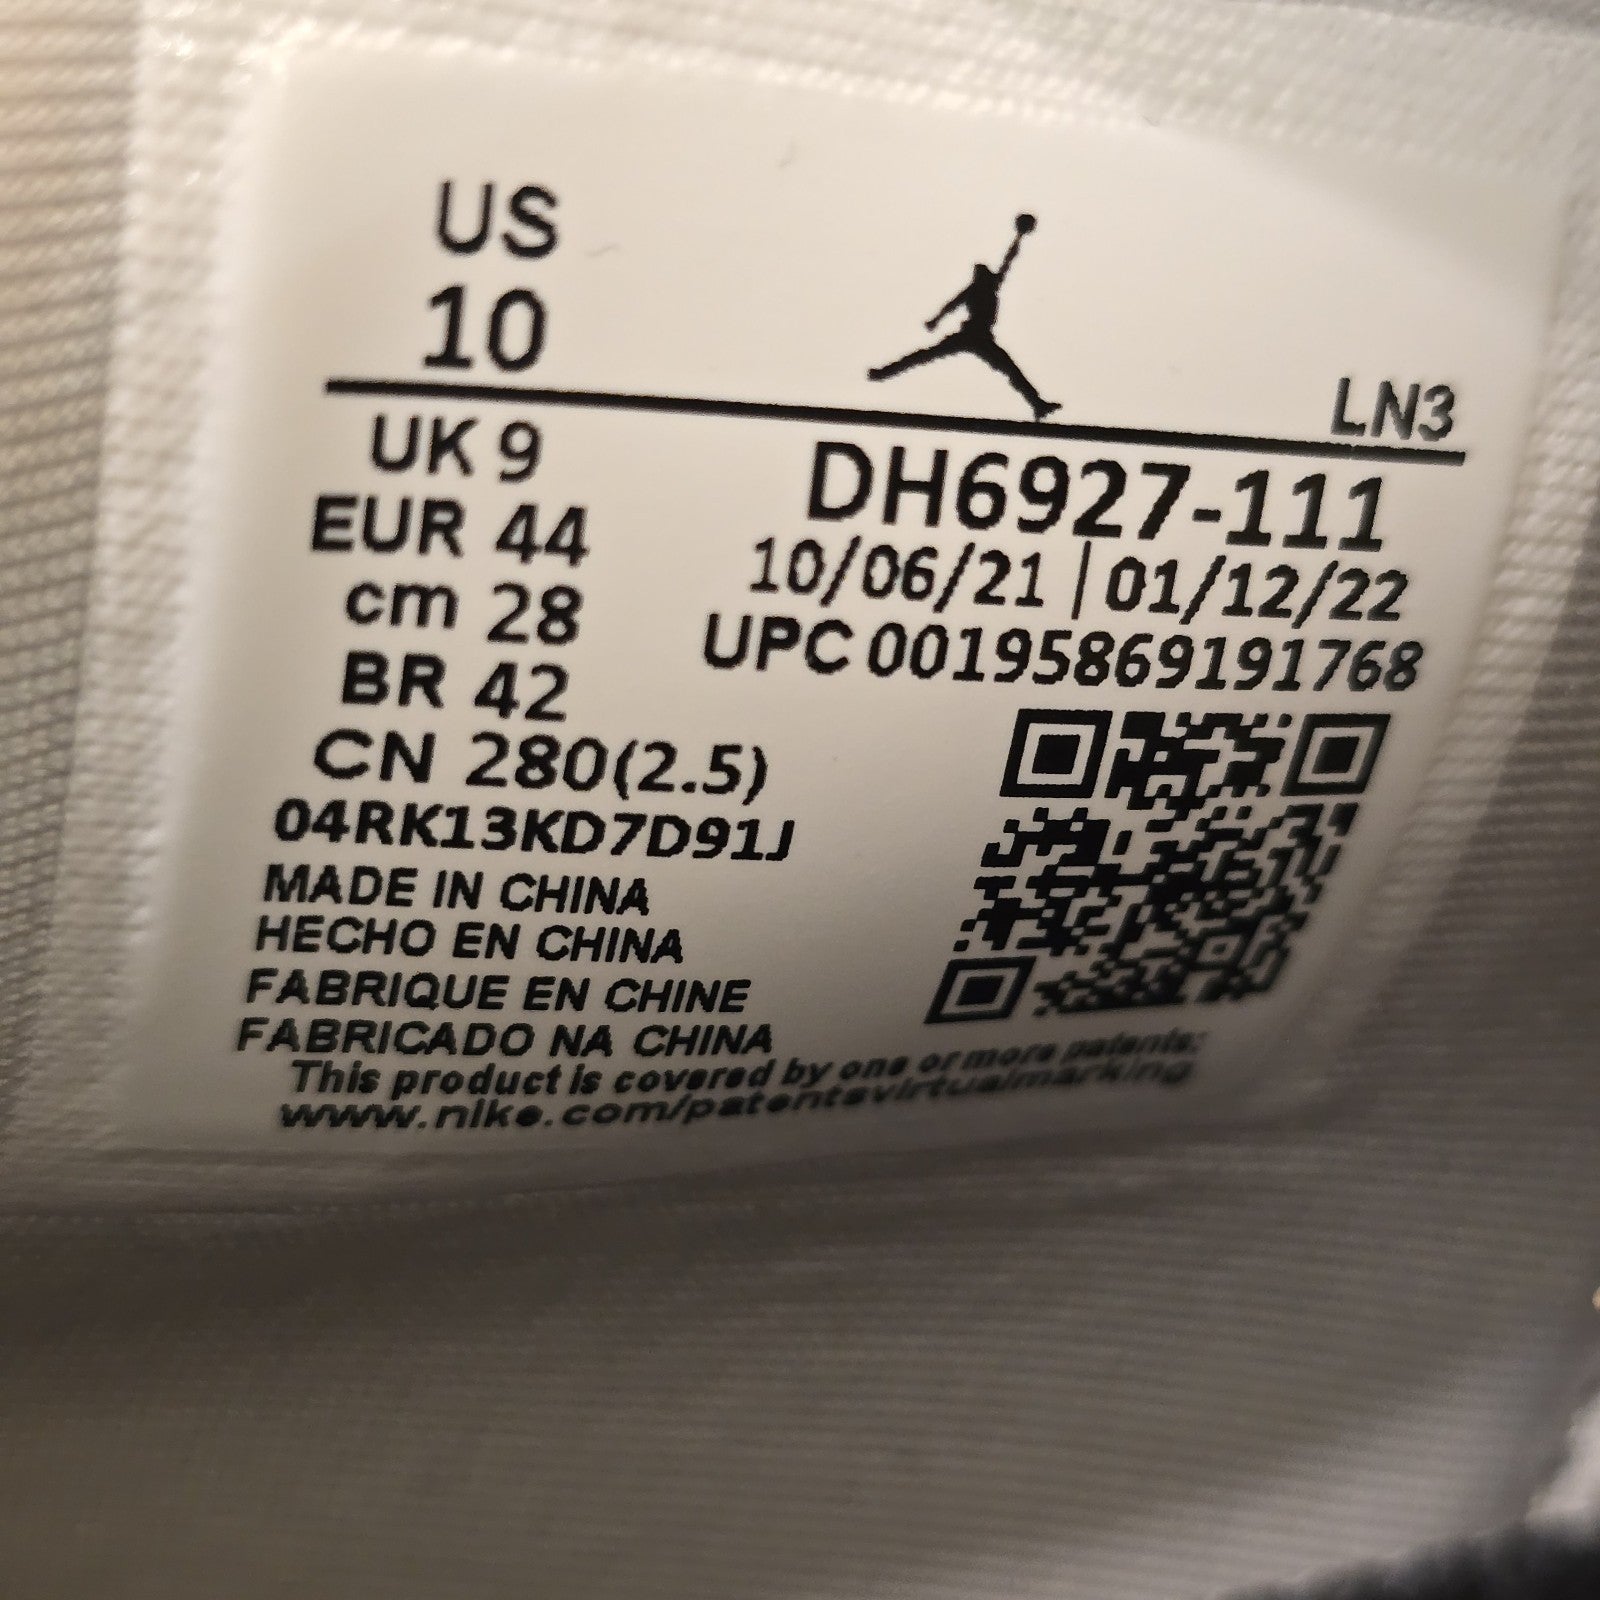 US
10
LN3
UK 9
EUR 44
cm 28
BR 42
CN 280(2.5)
DH6927-111
10/06/21 | 01/12/22
UPC 00195869191768
04RK13KD7D91J
MADE IN CHINA
HECHO EN CHINA
FABRIQUE EN CHINE
FABRICADO NA CHINA
This product is covered by one or more patents:
www.nike.com/patentsvirtualmarking